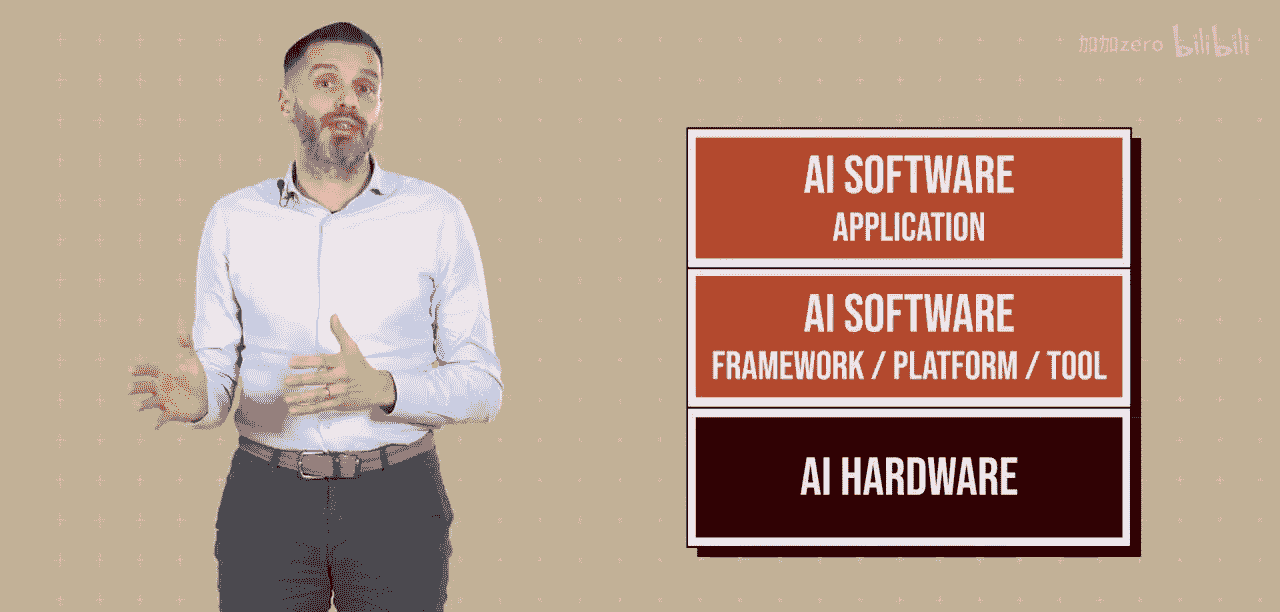 加加zero bilibili
AI SOFTWARE
APPLICATION
AI SOFTWARE
FRAMEWORK / PLATFORM / TOOL
AI HARDWARE